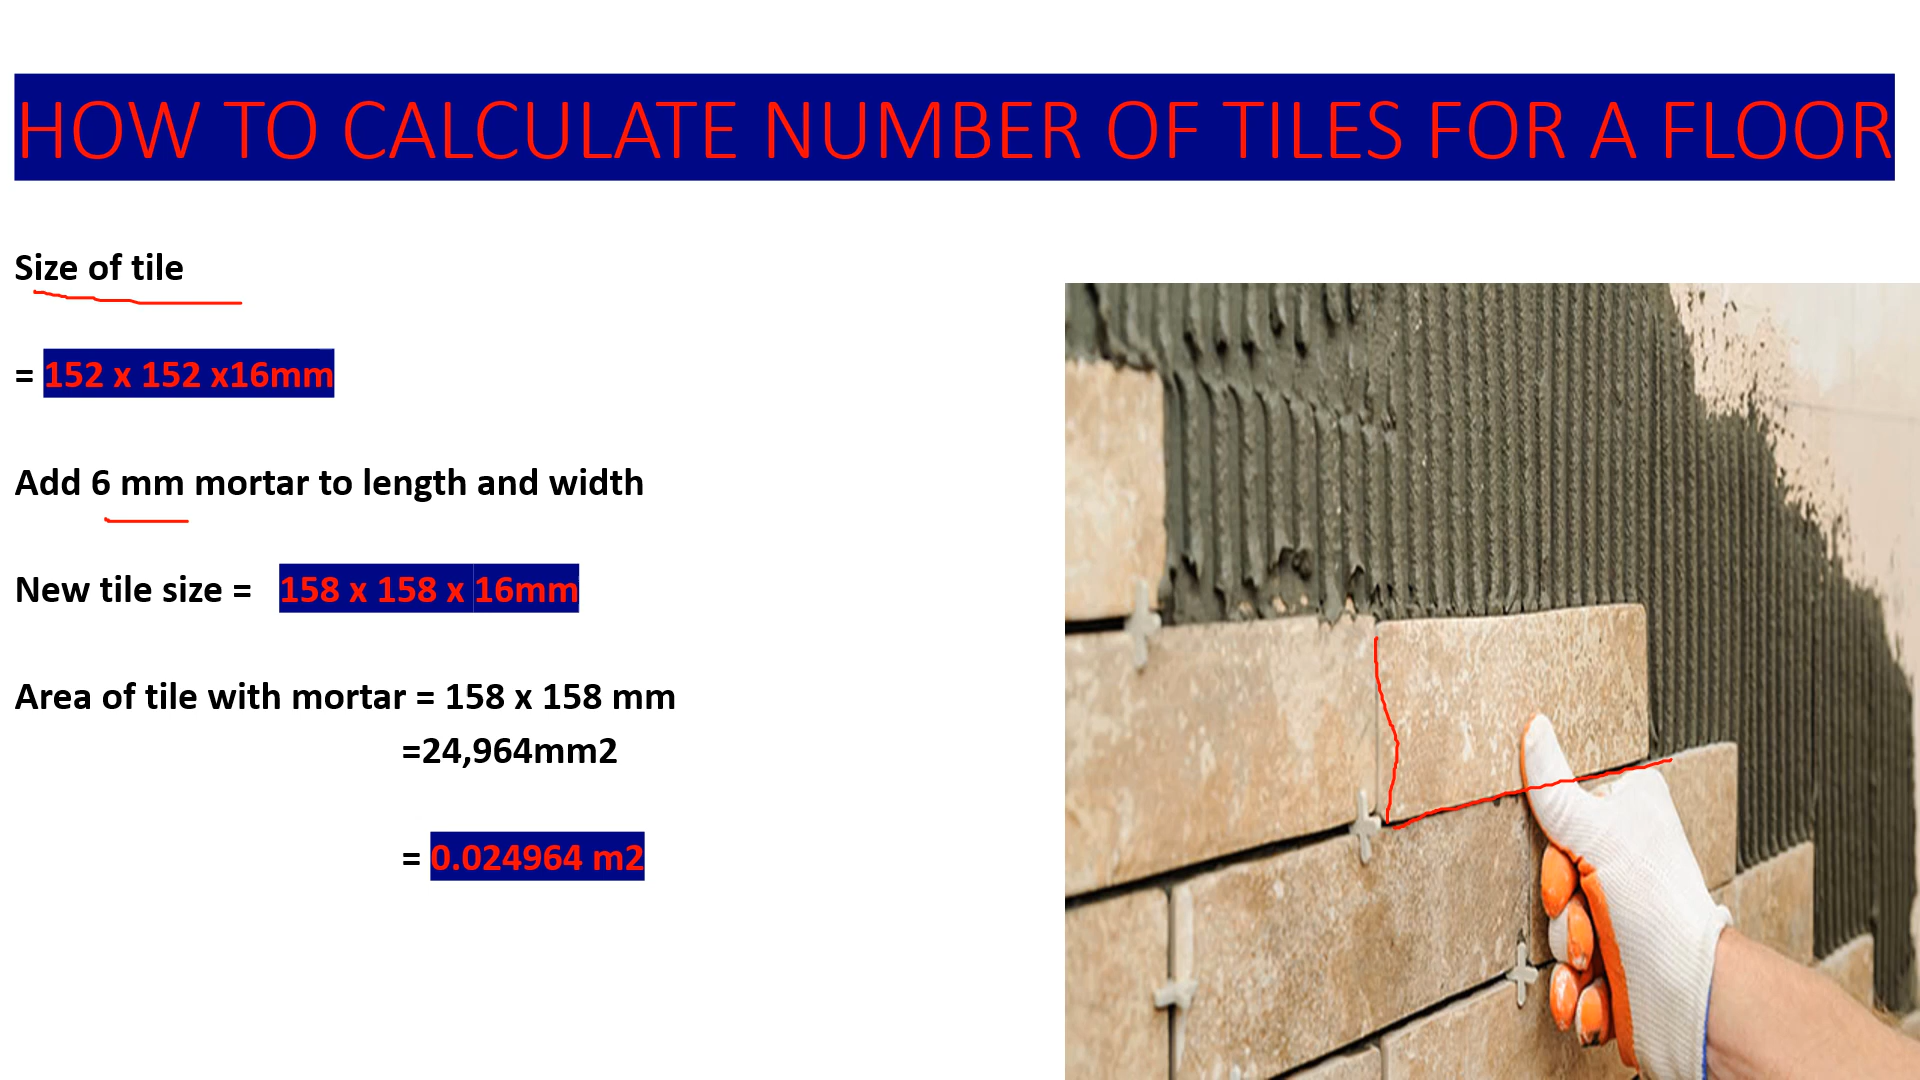 HOW TO CALCULATE NUMBER OF TILES FOR A FLOOR
Size of tile
= 152 x 152 x16mm
Add 6 mm mortar to length and width
New tile size = 158 x 158 x 16mm
Area of tile with mortar = 158 x 158 mm
=24,964mm2
= 0.024964 m2